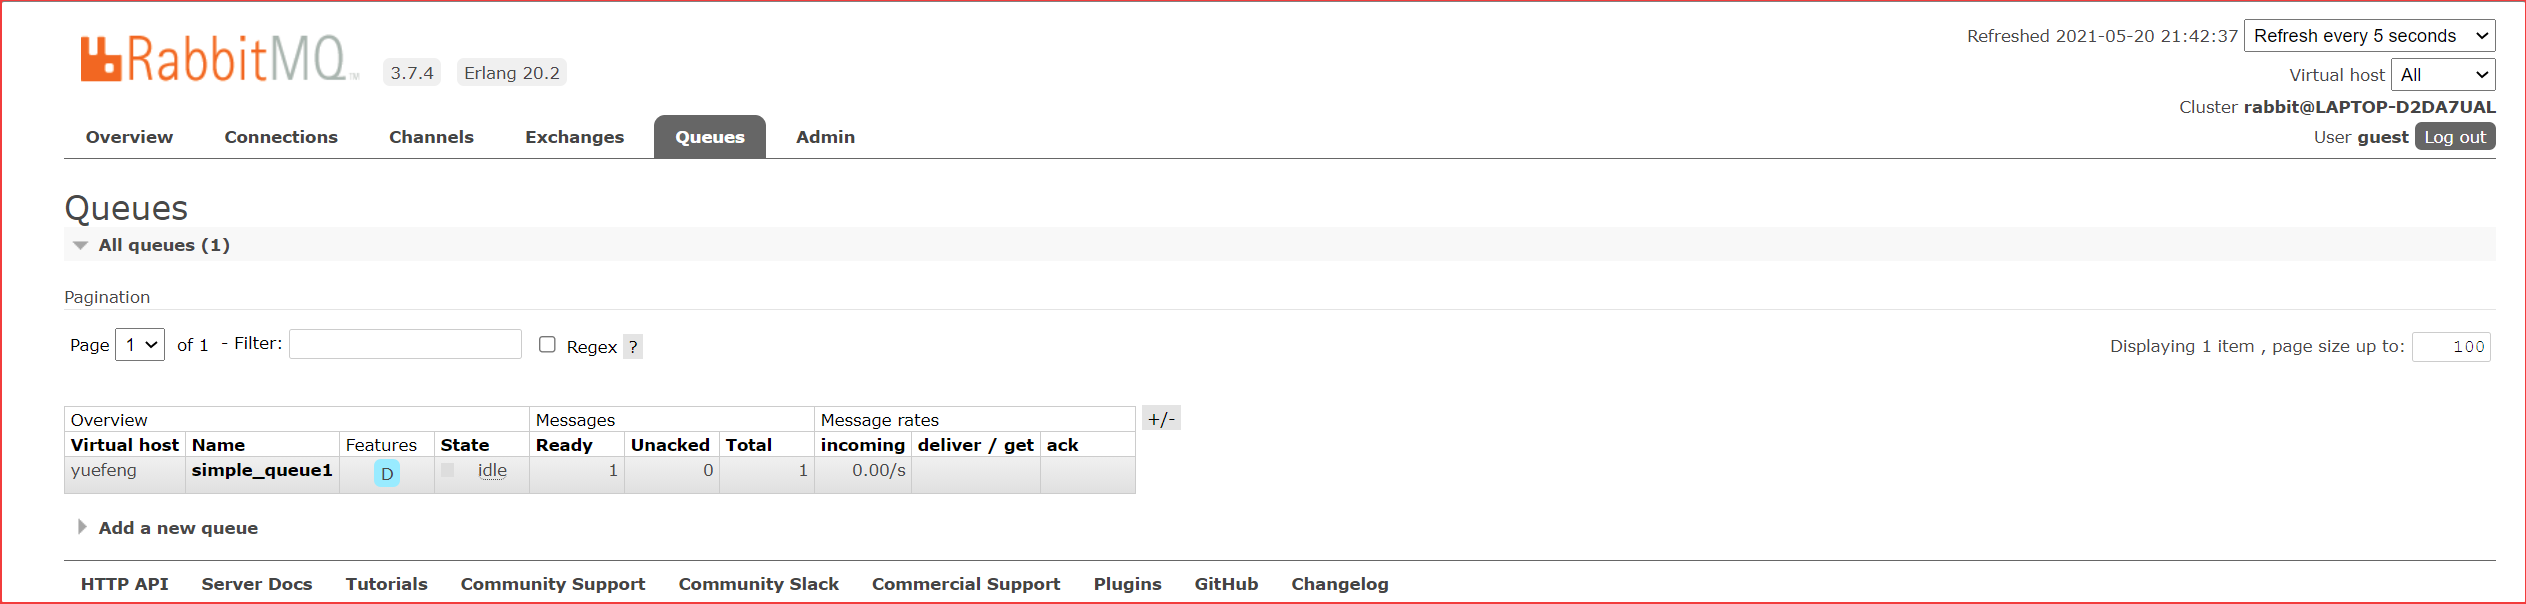 RabbitMQ TM 3.7.4 Erlang 20.2
Refreshed 2021-05-20 21:42:37 Refresh every 5 seconds
Virtual host All
Cluster rabbit@LAPTOP-D2DA7UAL
User guest Log out
Overview Connections Channels Exchanges Queues Admin
Queues
All queues (1)
Pagination
Page 1 of 1 - Filter: Regex ?
Displaying 1 item , page size up to: 100
Overview Messages Message rates +/-
Virtual host Name Features State Ready Unacked Total incoming deliver / get ack
yuefeng simple_queue1 D idle 1 0 1 0.00/s
Add a new queue
HTTP API Server Docs Tutorials Community Support Community Slack Commercial Support Plugins GitHub Changelog